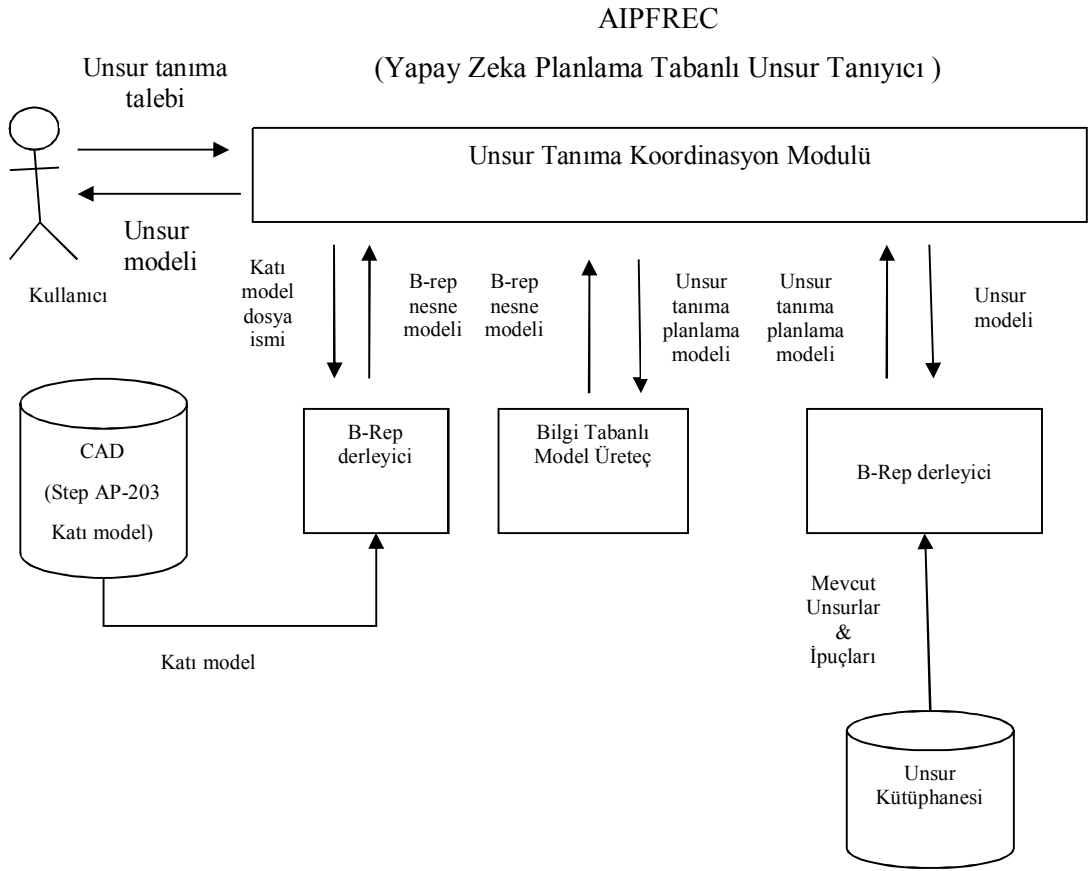 AIPFREC
(Yapay Zeka Planlama Tabanlı Unsur Tanıyıcı )
Unsur tanıma
talebi
Unsur Tanıma Koordinasyon Modulü
Unsur
modeli
Kullanıcı
Katı
model
dosya
ismi
B-rep
nesne
modeli
B-rep
nesne
modeli
Unsur
tanıma
planlama
modeli
Unsur
tanıma
planlama
modeli
Unsur
modeli
CAD
(Step AP-203
Katı model)
B-Rep
derleyici
Bilgi Tabanlı
Model Üreteç
B-Rep derleyici
Katı model
Mevcut
Unsurlar
&
İpuçları
Unsur
Kütüphanesi